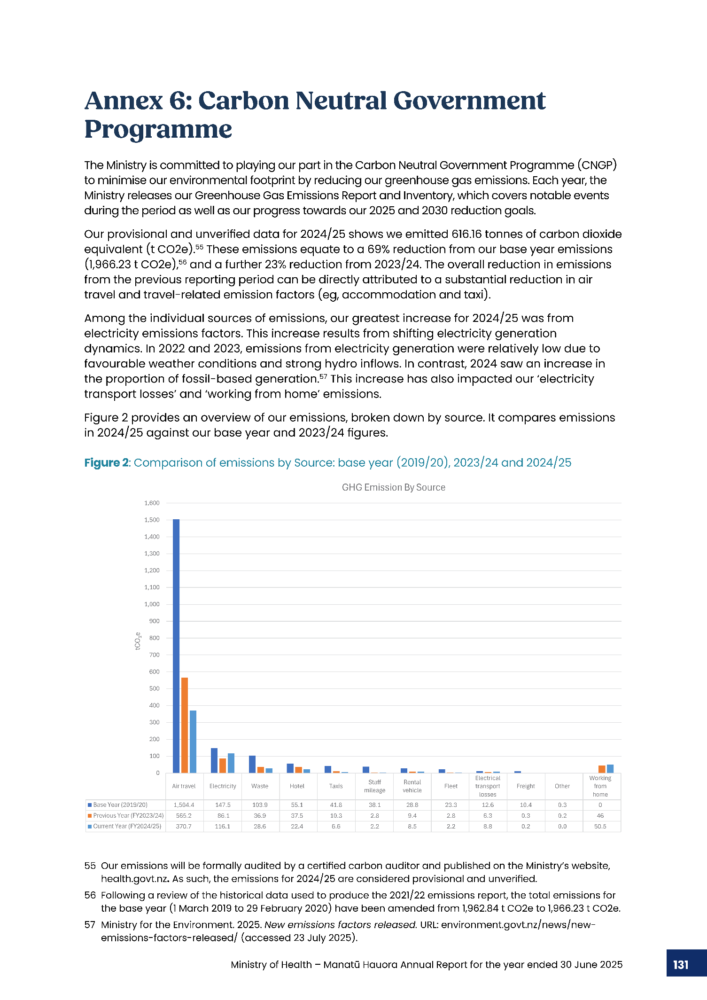 Annex 6: Carbon Neutral Government
Programme
The Ministry is committed to playing our part in the Carbon Neutral Government Programme (CNGP)
to minimise our environmental footprint by reducing our greenhouse gas emissions. Each year, the
Ministry releases our Greenhouse Gas Emissions Report and Inventory, which covers notable events
during the period as well as our progress towards our 2025 and 2030 reduction goals.
Our provisional and unverified data for 2024/25 shows we emitted 616.16 tonnes of carbon dioxide
equivalent (t CO2e).⁵⁵ These emissions equate to a 69% reduction from our base year emissions
(1,966.23 t CO2e),⁵⁶ and a further 23% reduction from 2023/24. The overall reduction in emissions
from the previous reporting period can be directly attributed to a substantial reduction in air
travel and travel-related emission factors (eg, accommodation and taxi).
Among the individual sources of emissions, our greatest increase for 2024/25 was from
electricity emissions factors. This increase results from shifting electricity generation
dynamics. In 2022 and 2023, emissions from electricity generation were relatively low due to
favourable weather conditions and strong hydro inflows. In contrast, 2024 saw an increase in
the proportion of fossil-based generation.⁵⁷ This increase has also impacted our ‘electricity
transport losses’ and ‘working from home’ emissions.
Figure 2 provides an overview of our emissions, broken down by source. It compares emissions
in 2024/25 against our base year and 2023/24 figures.
Figure 2: Comparison of emissions by Source: base year (2019/20), 2023/24 and 2024/25
GHG Emission By Source
1,600
1,500
1,400
1,300
1,200
1,100
1,000
900
800
700
600
500
400
300
200
100
0
tCO₂e
Air travel Electricity Waste Hotel Taxis Staff mileage Rental vehicle Fleet Electrical transport losses Freight Other Working from home
Base Year (2019/20) 1,504.4 147.5 103.9 55.1 41.8 38.1 28.8 23.3 12.6 10.4 0.3 0
Previous Year (FY2023/24) 565.2 86.1 36.9 37.5 10.3 2.8 9.4 2.8 6.3 0.3 0.2 46
Current Year (FY2024/25) 370.7 116.1 28.6 22.4 6.6 2.2 8.5 2.2 8.8 0.2 0.0 50.5
55 Our emissions will be formally audited by a certified carbon auditor and published on the Ministry’s website,
health.govt.nz. As such, the emissions for 2024/25 are considered provisional and unverified.
56 Following a review of the historical data used to produce the 2021/22 emissions report, the total emissions for
the base year (1 March 2019 to 29 February 2020) have been amended from 1,962.84 t CO2e to 1,966.23 t CO2e.
57 Ministry for the Environment. 2025. New emissions factors released. URL: environment.govt.nz/news/new-
emissions-factors-released/ (accessed 23 July 2025).
Ministry of Health – Manatū Hauora Annual Report for the year ended 30 June 2025
131